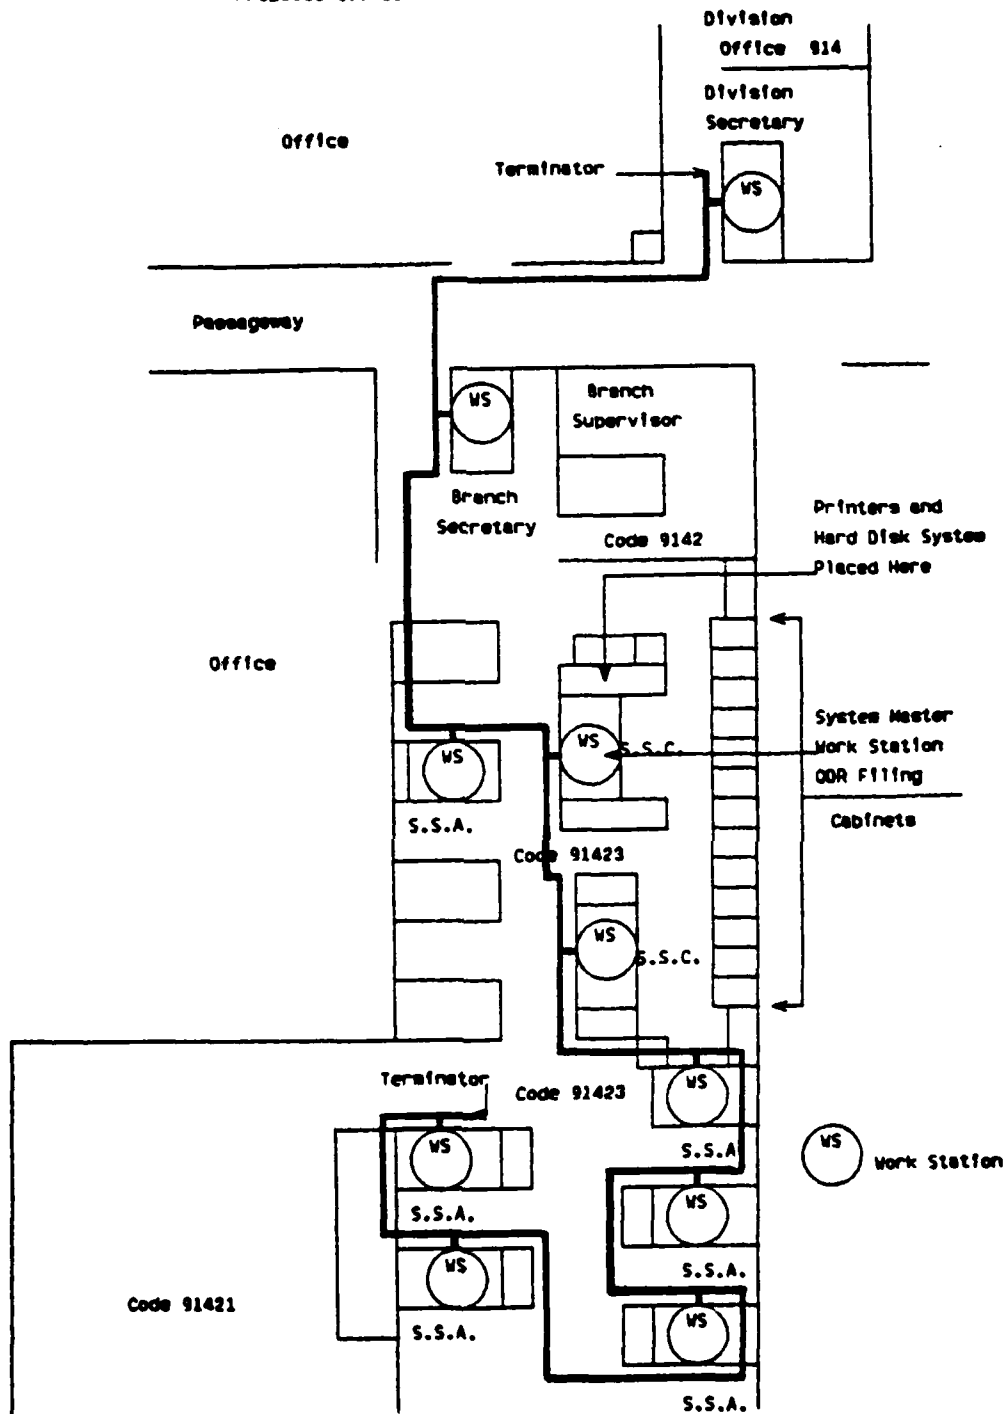 Division
Office 914
Division
Secretary
Office
Terminator
WS
Passageway
WS
Branch
Supervisor
Branch
Secretary
Printers and
Hard Disk System
Placed Here
Code 9142
Office
System Master
Work Station
ODR Filing
Cabinets
WS
S.S.C.
WS
S.S.A.
Code 91423
WS
S.S.C.
Terminator
Code 91423
WS
S.S.A
WS
S.S.A.
WS
Work Station
WS
S.S.A.
WS
S.S.A.
Code 91421
WS
S.S.A.